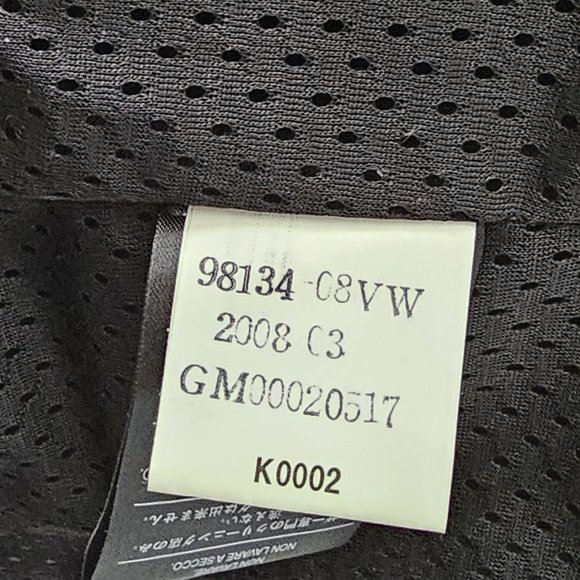 98134-08VW
2008 03
GM00020517
K0002
NON LAVARE A SECCO.